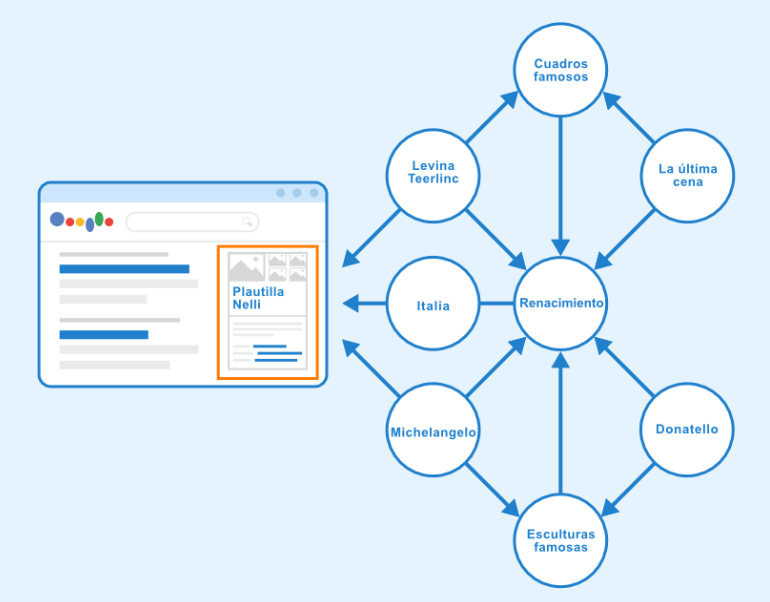 Cuadros
famosos
Levina
Teerlinc
La última
cena
Plautilla
Nelli
Italia
Renacimiento
Michelangelo
Donatello
Esculturas
famosas